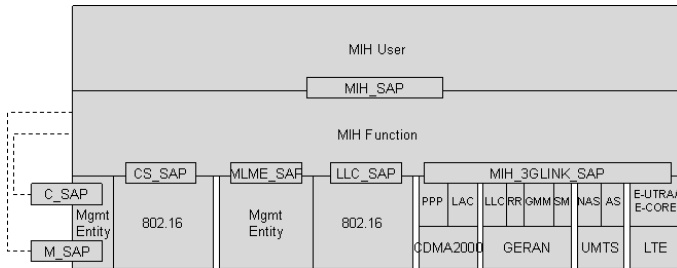 MIH User
MIH_SAP
MIH Function
CS_SAP
MLME_SAP
LLC_SAP
MIH_3GLINK_SAP
C_SAP
M_SAP
Mgmt
Entity
802.16
Mgmt
Entity
802.16
PPP
LAC
LLC
RR
GMM
SM
NAS
AS
E-UTRAA
E-CORE
CDMA2000
GERAN
UMTS
LTE